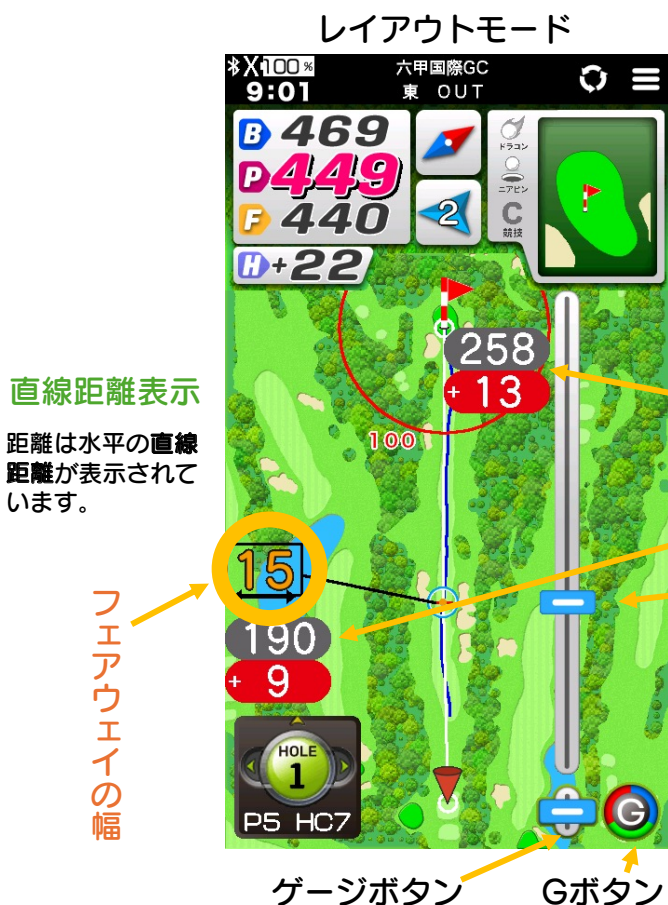 レイアウトモード
100%
9:01
六甲国際GC
東 OUT
B 469
P 449
F 440
H +22
2
ドラコン
ニアピン
C
競技
258
+ 13
100
直線距離表示
距離は水平の直線
距離が表示されて
います。
15
190
+ 9
フェアウェイの幅
HOLE
1
P5 HC7
G
ゲージボタン
Gボタン